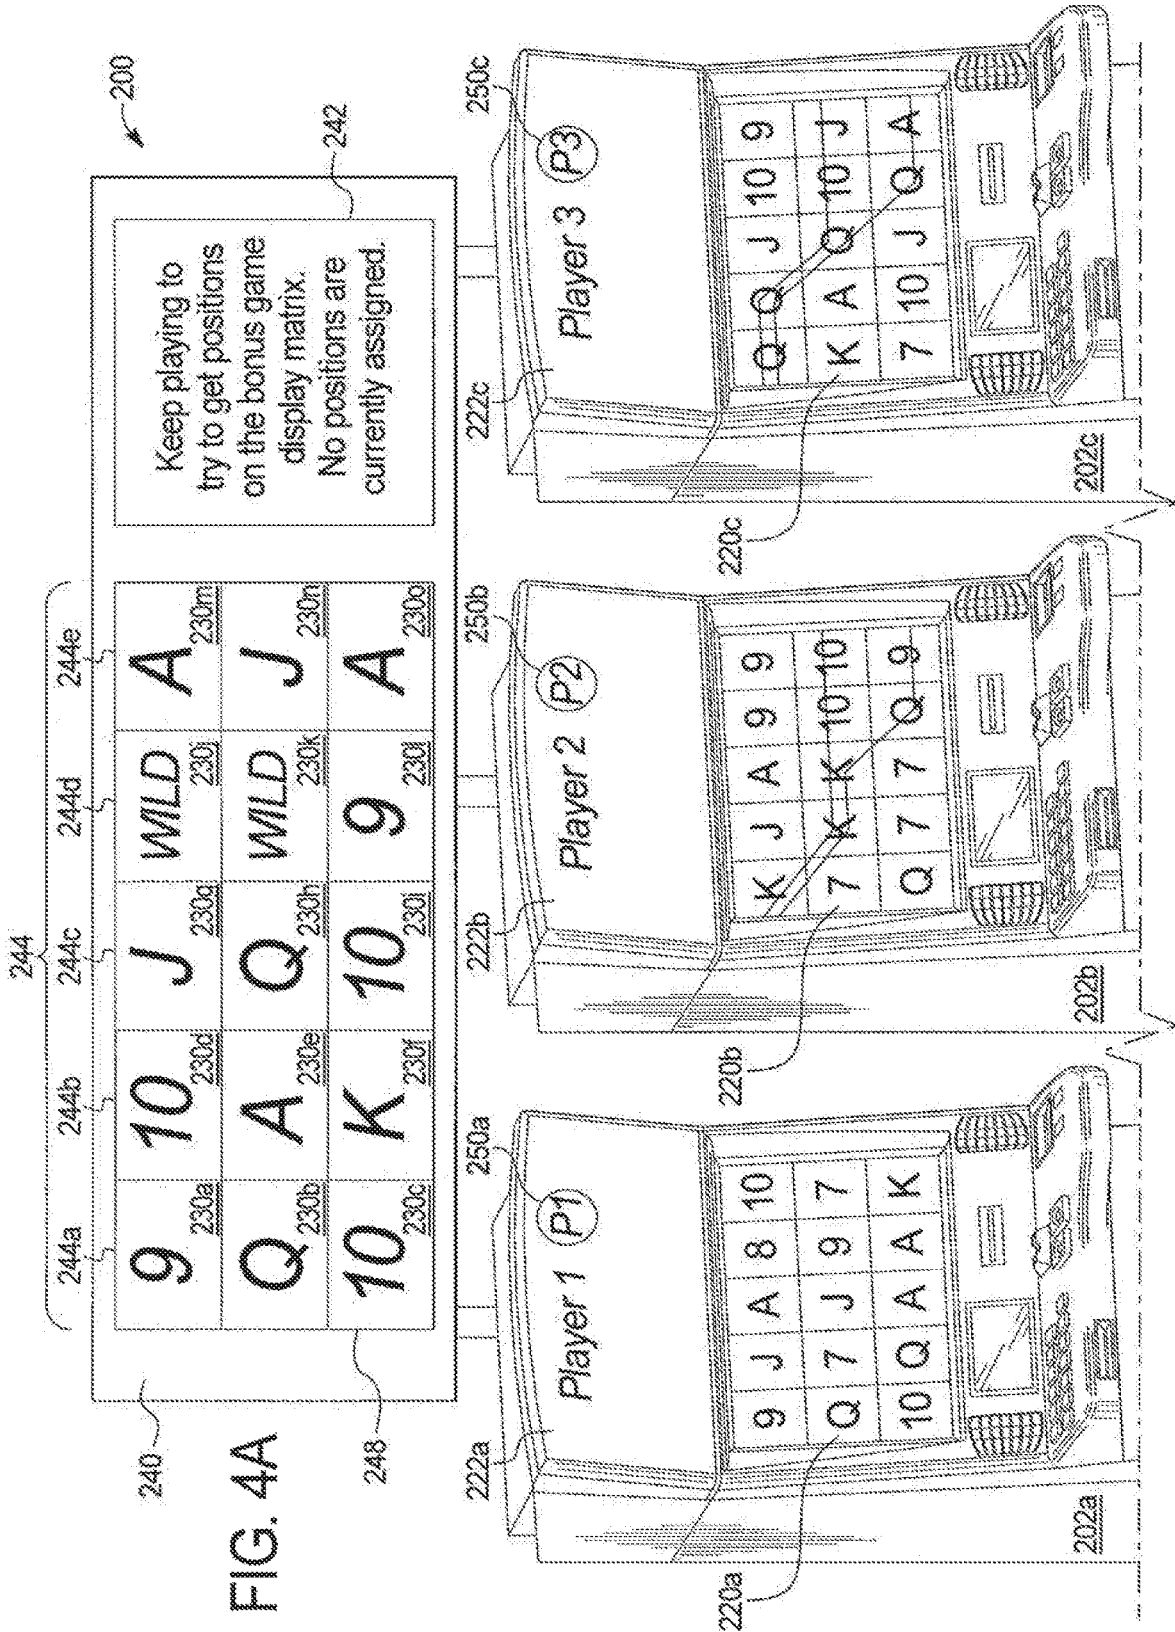 FIG. 4A
200
240
244
244a
244b
244c
244d
244e
9 10 J WILD A
230a 230d 230g 230j 230m
Q A Q WILD J
230b 230e 230h 230k 230n
10 K 10 9 A
230c 230f 230i 230l 230o
248
Keep playing to
try to get positions
on the bonus game
display matrix.
No positions are
currently assigned.
242
222a
250a
Player 1
P1
9 J A 8 10
Q 7 J 9 7
10 Q A A K
220a
202a
222b
250b
Player 2
P2
K J A 9 9
7 K K 10 10
Q 7 7 Q 9
220b
202b
222c
250c
Player 3
P3
Q Q J 10 9
K A Q 10 J
7 10 J Q A
220c
202c